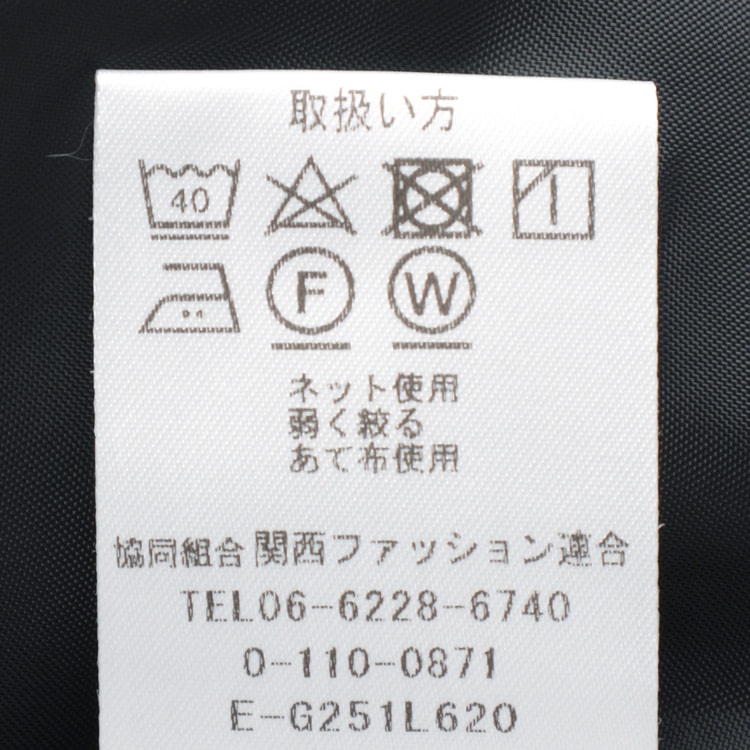 取扱い方
40
F W
ネット使用
弱く絞る
あて布使用
協同組合 関西ファッション連合
TEL06-6228-6740
0-110-0871
E-G251L620